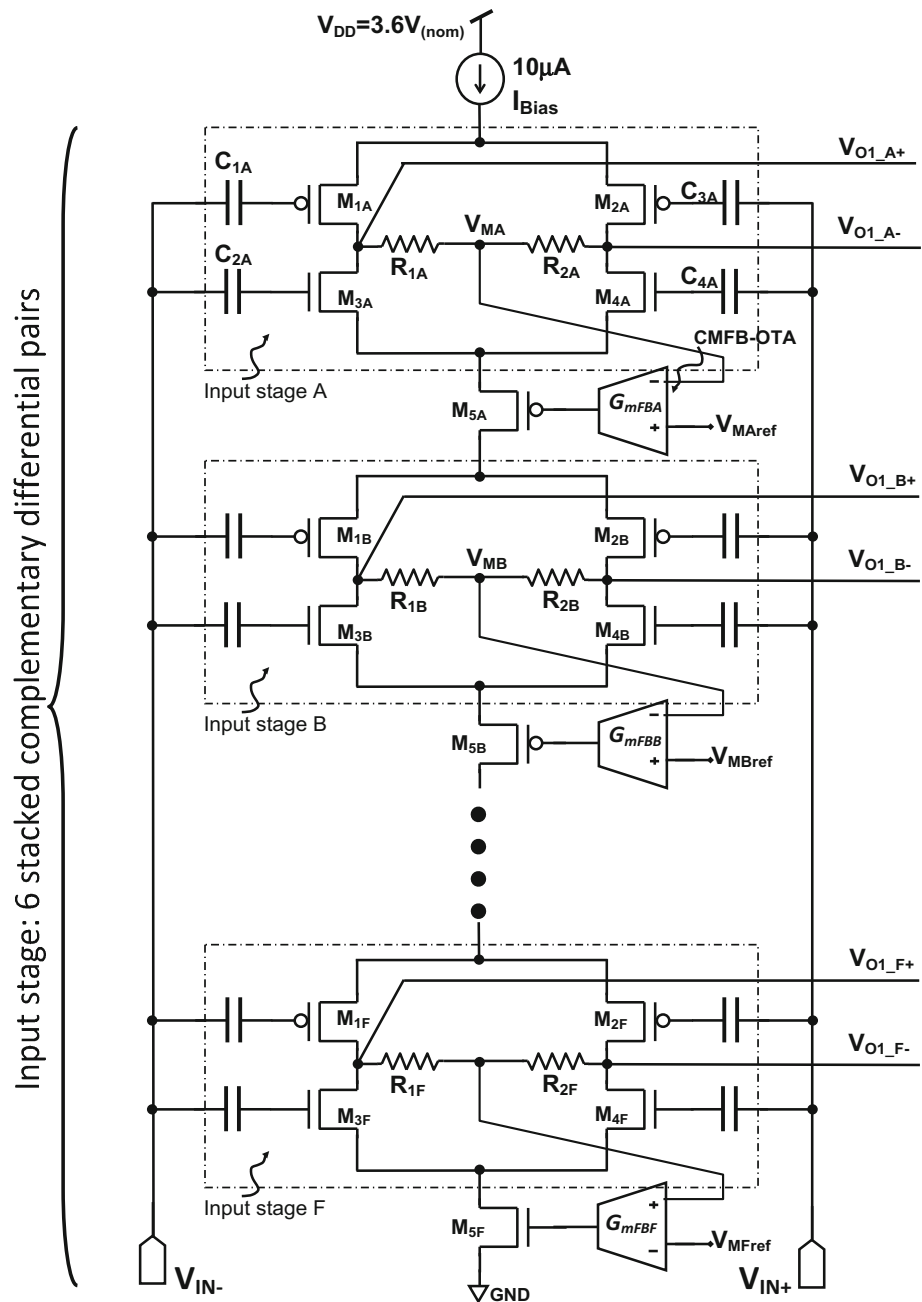 V_DD=3.6V_(nom)
10μA
I_Bias
Input stage: 6 stacked complementary differential pairs
C_1A
M_1A
M_2A
C_3A
V_O1_A+
V_MA
V_O1_A-
R_1A
R_2A
C_2A
M_3A
M_4A
C_4A
CMFB-OTA
Input stage A
M_5A
G_mFBA
−
+
V_MAref
V_O1_B+
M_1B
M_2B
V_MB
V_O1_B-
R_1B
R_2B
M_3B
M_4B
Input stage B
M_5B
G_mFBB
−
+
V_MBref
V_O1_F+
M_1F
M_2F
V_O1_F-
R_1F
R_2F
M_3F
M_4F
Input stage F
M_5F
G_mFBF
+
−
V_MFref
V_IN-
GND
V_IN+